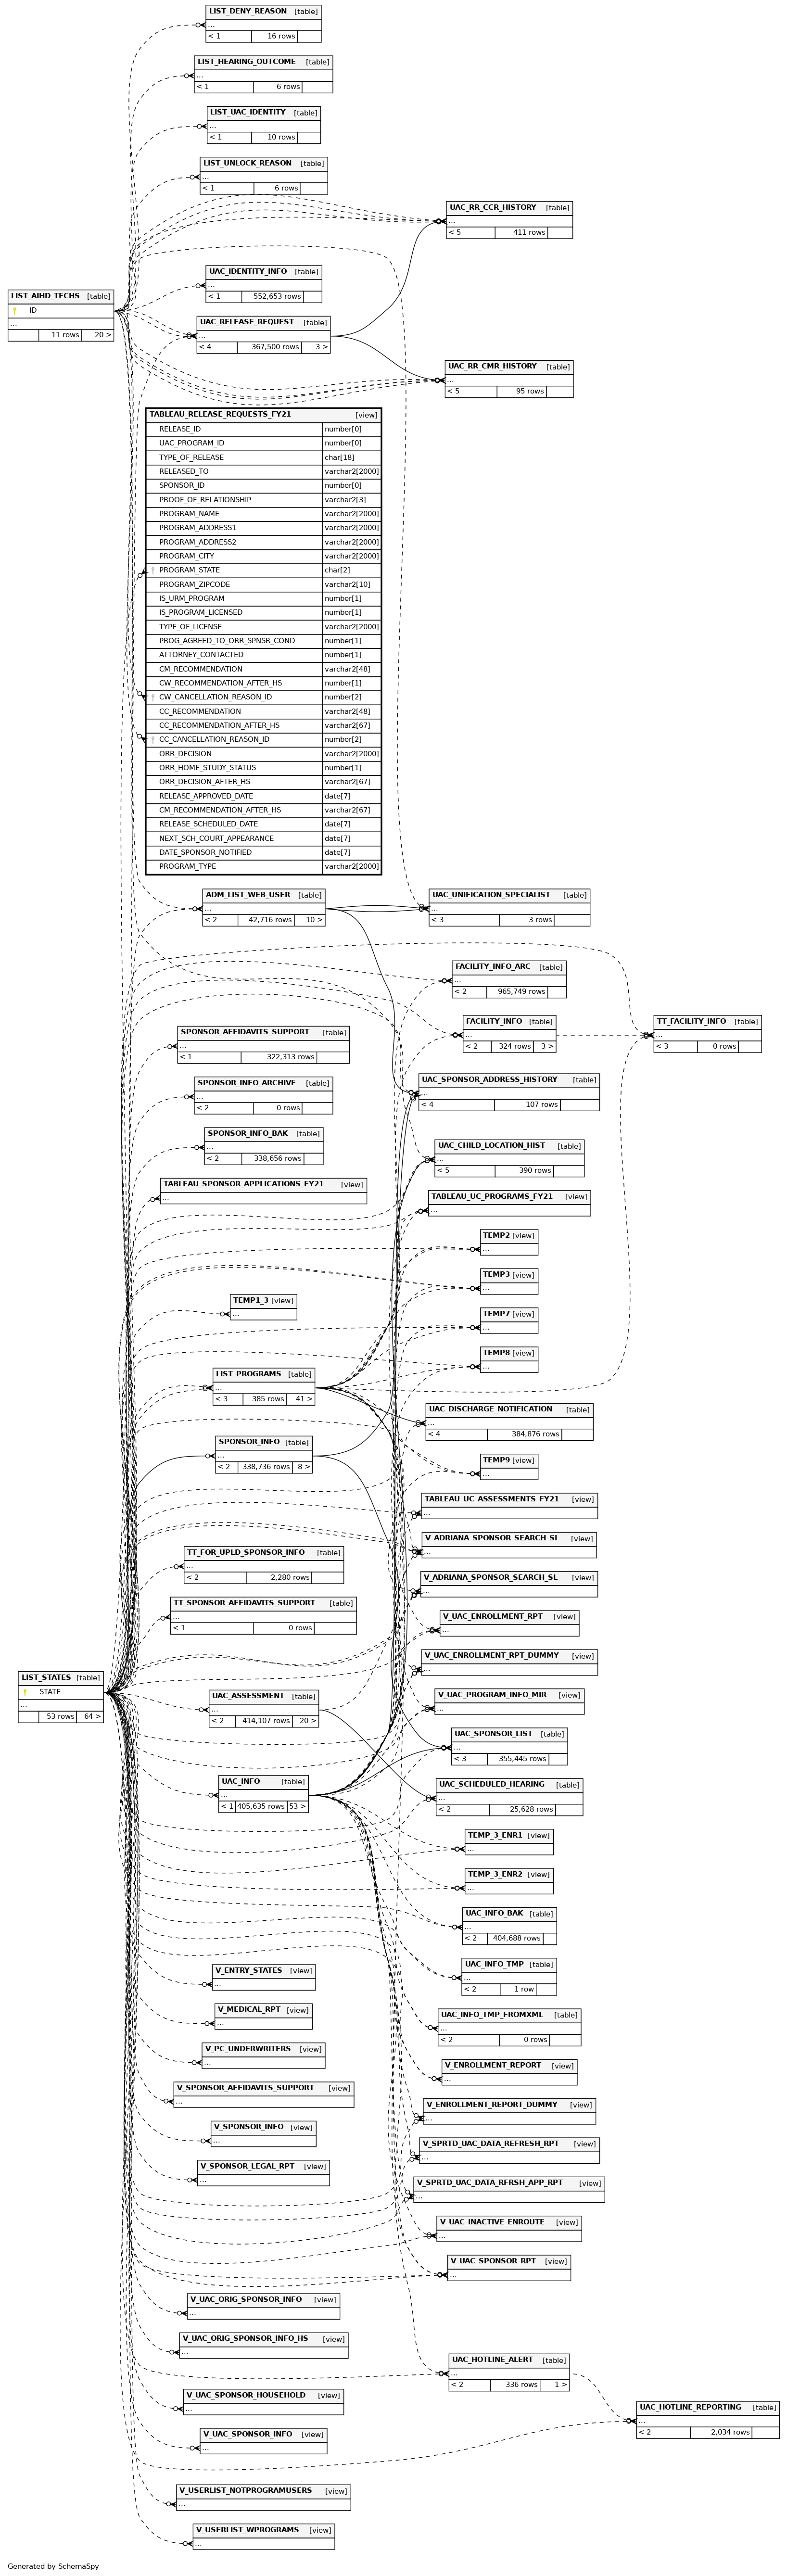 LIST_DENY_REASON [table]
...
< 1 16 rows
LIST_HEARING_OUTCOME [table]
...
< 1 6 rows
LIST_UAC_IDENTITY [table]
...
< 1 10 rows
LIST_UNLOCK_REASON [table]
...
< 1 6 rows
UAC_RR_CCR_HISTORY [table]
...
< 5 411 rows
UAC_IDENTITY_INFO [table]
...
< 1 552,653 rows
LIST_AIHD_TECHS [table]
ID
...
11 rows 20 >
UAC_RELEASE_REQUEST [table]
...
< 4 367,500 rows 3 >
UAC_RR_CMR_HISTORY [table]
...
< 5 95 rows
TABLEAU_RELEASE_REQUESTS_FY21 [view]
RELEASE_ID number[0]
UAC_PROGRAM_ID number[0]
TYPE_OF_RELEASE char[18]
RELEASED_TO varchar2[2000]
SPONSOR_ID number[0]
PROOF_OF_RELATIONSHIP varchar2[3]
PROGRAM_NAME varchar2[2000]
PROGRAM_ADDRESS1 varchar2[2000]
PROGRAM_ADDRESS2 varchar2[2000]
PROGRAM_CITY varchar2[2000]
PROGRAM_STATE char[2]
PROGRAM_ZIPCODE varchar2[10]
IS_URM_PROGRAM number[1]
IS_PROGRAM_LICENSED number[1]
TYPE_OF_LICENSE varchar2[2000]
PROG_AGREED_TO_ORR_SPNSR_COND number[1]
ATTORNEY_CONTACTED number[1]
CM_RECOMMENDATION varchar2[48]
CW_RECOMMENDATION_AFTER_HS number[1]
CW_CANCELLATION_REASON_ID number[2]
CC_RECOMMENDATION varchar2[48]
CC_RECOMMENDATION_AFTER_HS varchar2[67]
CC_CANCELLATION_REASON_ID number[2]
ORR_DECISION varchar2[2000]
ORR_HOME_STUDY_STATUS number[1]
ORR_DECISION_AFTER_HS varchar2[67]
RELEASE_APPROVED_DATE date[7]
CM_RECOMMENDATION_AFTER_HS varchar2[67]
RELEASE_SCHEDULED_DATE date[7]
NEXT_SCH_COURT_APPEARANCE date[7]
DATE_SPONSOR_NOTIFIED date[7]
PROGRAM_TYPE varchar2[2000]
ADM_LIST_WEB_USER [table]
...
< 2 42,716 rows 10 >
UAC_UNIFICATION_SPECIALIST [table]
...
< 3 3 rows
FACILITY_INFO_ARC [table]
...
< 2 965,749 rows
FACILITY_INFO [table]
...
< 2 324 rows 3 >
TT_FACILITY_INFO [table]
...
< 3 0 rows
SPONSOR_AFFIDAVITS_SUPPORT [table]
...
< 1 322,313 rows
SPONSOR_INFO_ARCHIVE [table]
...
< 2 0 rows
UAC_SPONSOR_ADDRESS_HISTORY [table]
...
< 4 107 rows
SPONSOR_INFO_BAK [table]
...
< 2 338,656 rows
UAC_CHILD_LOCATION_HIST [table]
...
< 5 390 rows
TABLEAU_SPONSOR_APPLICATIONS_FY21 [view]
...
TABLEAU_UC_PROGRAMS_FY21 [view]
...
TEMP2 [view]
...
TEMP3 [view]
...
TEMP1_3 [view]
...
TEMP7 [view]
...
TEMP8 [view]
...
LIST_PROGRAMS [table]
...
< 3 385 rows 41 >
UAC_DISCHARGE_NOTIFICATION [table]
...
< 4 384,876 rows
SPONSOR_INFO [table]
...
< 2 338,736 rows 8 >
TEMP9 [view]
...
TABLEAU_UC_ASSESSMENTS_FY21 [view]
...
V_ADRIANA_SPONSOR_SEARCH_SI [view]
...
TT_FOR_UPLD_SPONSOR_INFO [table]
...
< 2 2,280 rows
V_ADRIANA_SPONSOR_SEARCH_SL [view]
...
TT_SPONSOR_AFFIDAVITS_SUPPORT [table]
...
< 1 0 rows
V_UAC_ENROLLMENT_RPT [view]
...
V_UAC_ENROLLMENT_RPT_DUMMY [view]
...
LIST_STATES [table]
STATE
...
53 rows 64 >
UAC_ASSESSMENT [table]
...
< 2 414,107 rows 20 >
V_UAC_PROGRAM_INFO_MIR [view]
...
UAC_SPONSOR_LIST [table]
...
< 3 355,445 rows
UAC_INFO [table]
...
< 1 405,635 rows 53 >
UAC_SCHEDULED_HEARING [table]
...
< 2 25,628 rows
TEMP_3_ENR1 [view]
...
TEMP_3_ENR2 [view]
...
UAC_INFO_BAK [table]
...
< 2 404,688 rows
UAC_INFO_TMP [table]
...
< 2 1 row
V_ENTRY_STATES [view]
...
V_MEDICAL_RPT [view]
...
UAC_INFO_TMP_FROMXML [table]
...
< 2 0 rows
V_PC_UNDERWRITERS [view]
...
V_ENROLLMENT_REPORT [view]
...
V_SPONSOR_AFFIDAVITS_SUPPORT [view]
...
V_ENROLLMENT_REPORT_DUMMY [view]
...
V_SPONSOR_INFO [view]
...
V_SPRTD_UAC_DATA_REFRESH_RPT [view]
...
V_SPONSOR_LEGAL_RPT [view]
...
V_SPRTD_UAC_DATA_RFRSH_APP_RPT [view]
...
V_UAC_INACTIVE_ENROUTE [view]
...
V_UAC_SPONSOR_RPT [view]
...
V_UAC_ORIG_SPONSOR_INFO [view]
...
V_UAC_ORIG_SPONSOR_INFO_HS [view]
...
UAC_HOTLINE_ALERT [table]
...
< 2 336 rows 1 >
V_UAC_SPONSOR_HOUSEHOLD [view]
...
UAC_HOTLINE_REPORTING [table]
...
< 2 2,034 rows
V_UAC_SPONSOR_INFO [view]
...
V_USERLIST_NOTPROGRAMUSERS [view]
...
V_USERLIST_WPROGRAMS [view]
...
Generated by SchemaSpy